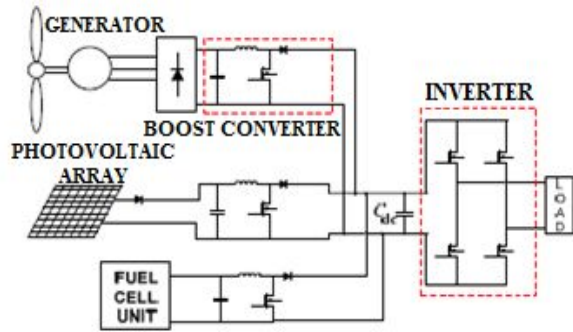 GENERATOR
BOOST CONVERTER
INVERTER
PHOTOVOLTAIC
ARRAY
Cdc
LOAD
FUEL
CELL
UNIT